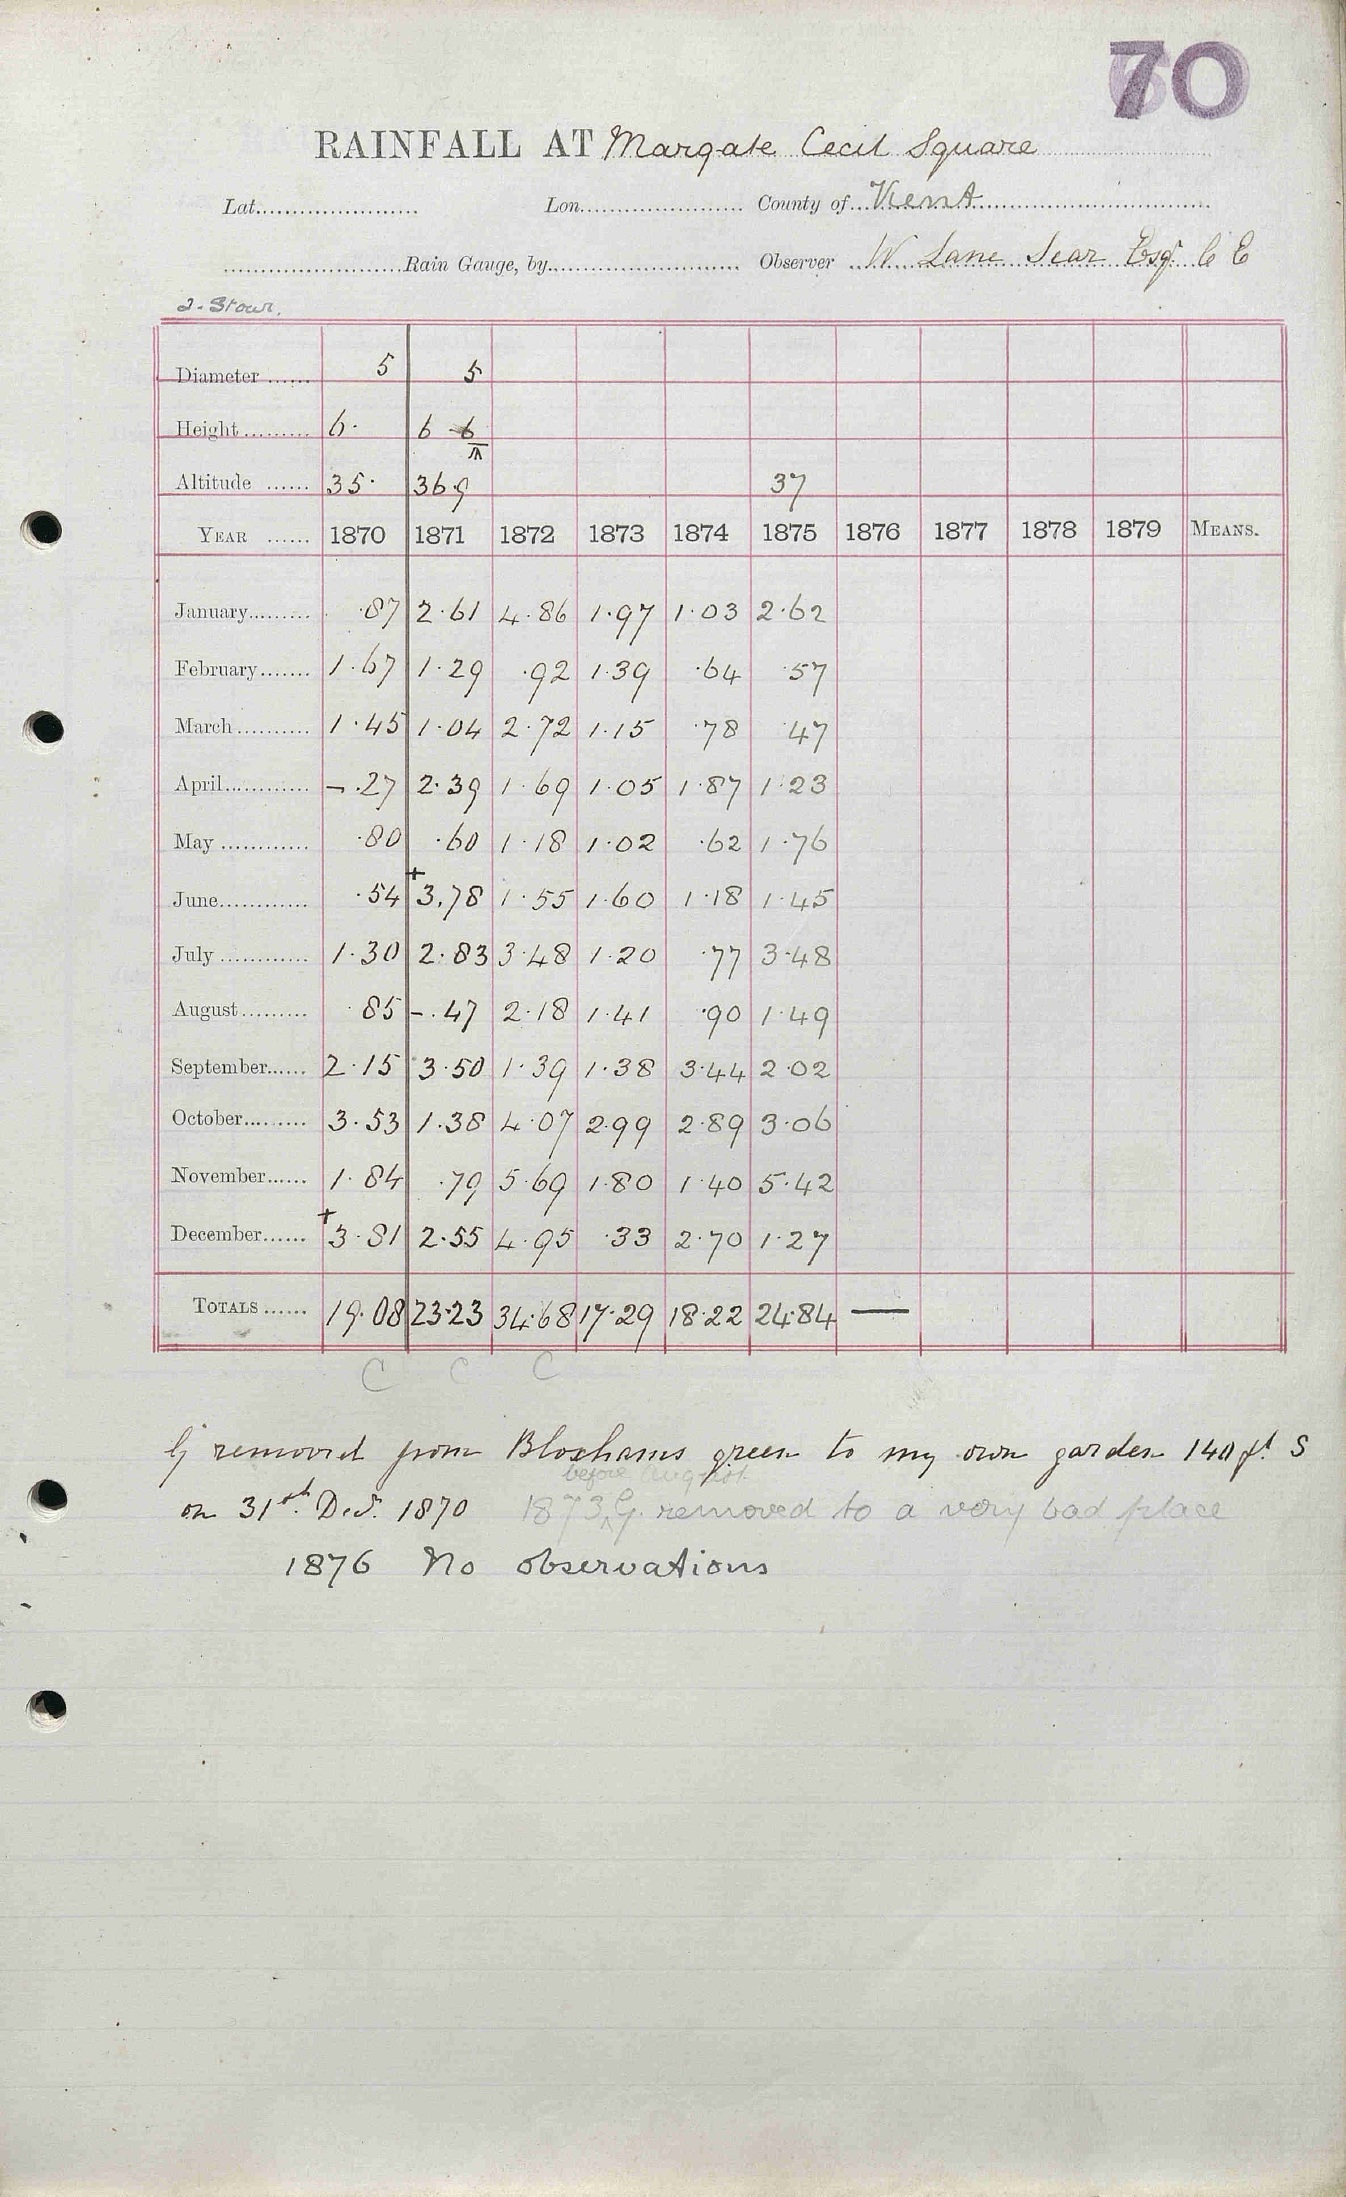 70
RAINFALL AT Margate Cecil Square
Lat. Lon. County of Kent
Rain Gauge, by Observer W Lane Sear Esqr C E
2-Stour.
Diameter 5 5
Height 6. 6 6
Altitude 35. 36.9 37
YEAR 1870 1871 1872 1873 1874 1875 1876 1877 1878 1879 MEANS.
January .87 2.61 4.86 1.97 1.03 2.62
February 1.67 1.29 .92 1.39 .64 .57
March 1.45 1.04 2.72 1.15 .78 .47
April - .27 2.39 1.69 1.05 1.87 1.23
May .80 .60 1.18 1.02 .62 1.76
June .54 +3.78 1.55 1.60 1.18 1.45
July 1.30 2.83 3.48 1.20 .77 3.48
August .85 - .47 2.18 1.41 .90 1.49
September 2.15 3.50 1.39 1.38 3.44 2.02
October 3.53 1.38 4.07 2.99 2.89 3.06
November 1.84 .79 5.69 1.80 1.40 5.42
December +3.81 2.55 4.95 .33 2.70 1.27
TOTALS 19.08 23.23 34.68 17.29 18.22 24.84 —
C C C
G removed from Bloxhams green to my own garden 140 ft S
before August
on 31st Decr. 1870 1873 G. removed to a very bad place
1876 No observations